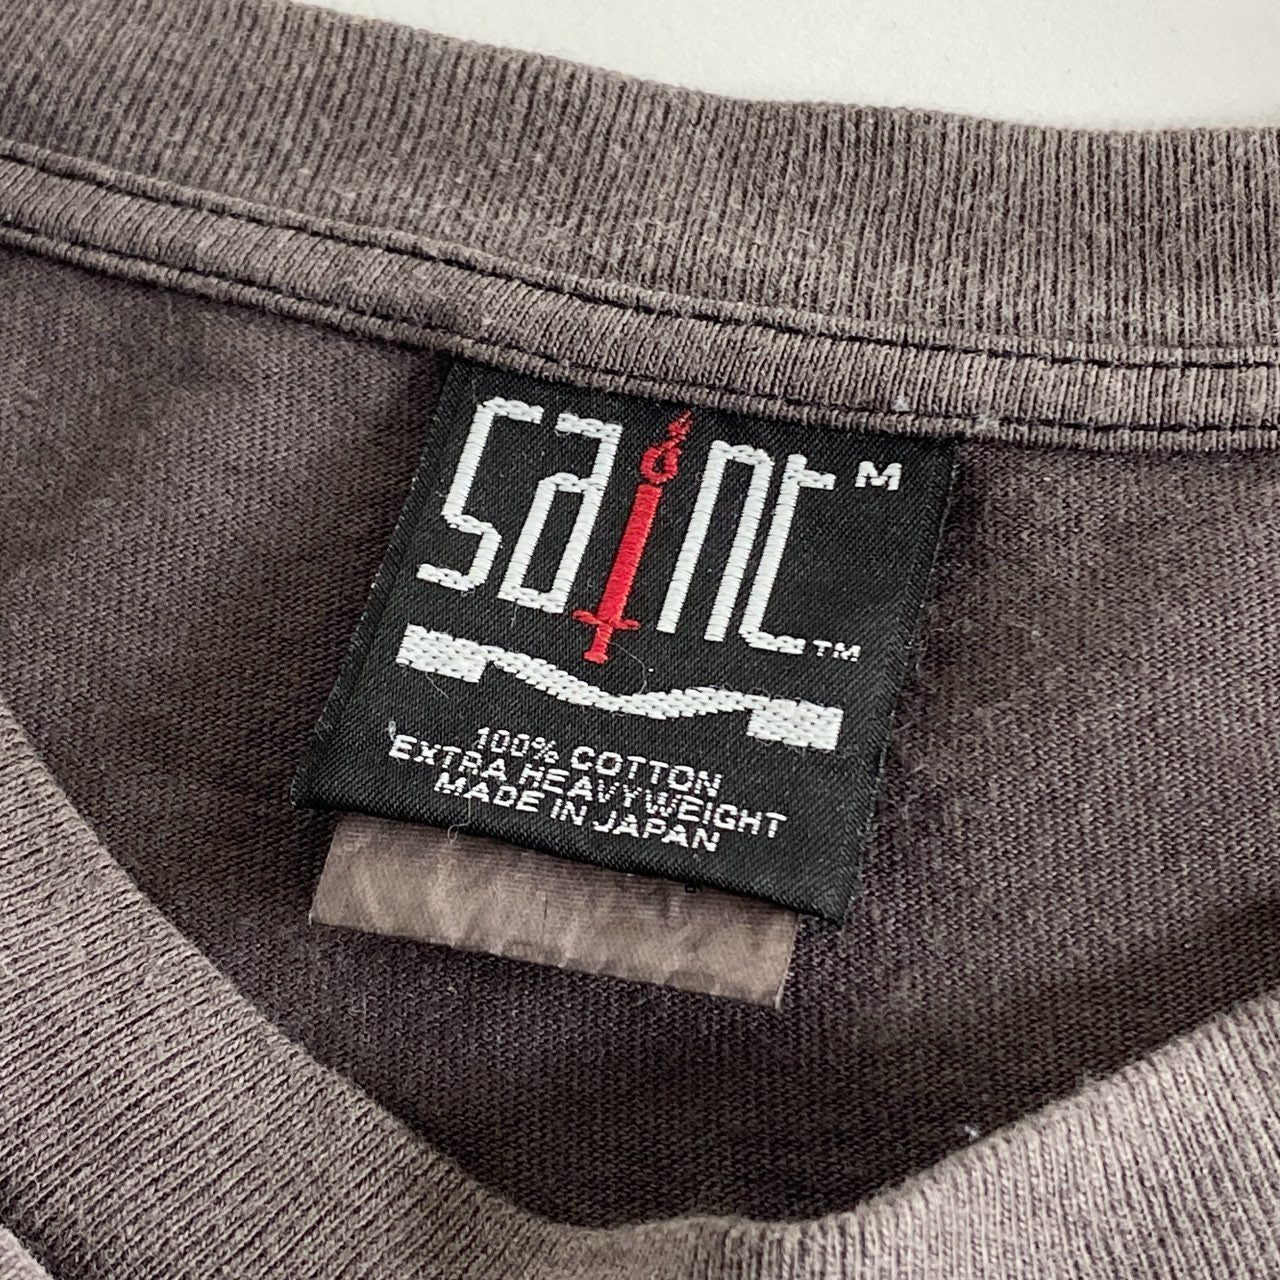 saint M
TM
100% COTTON
EXTRA HEAVYWEIGHT
MADE IN JAPAN